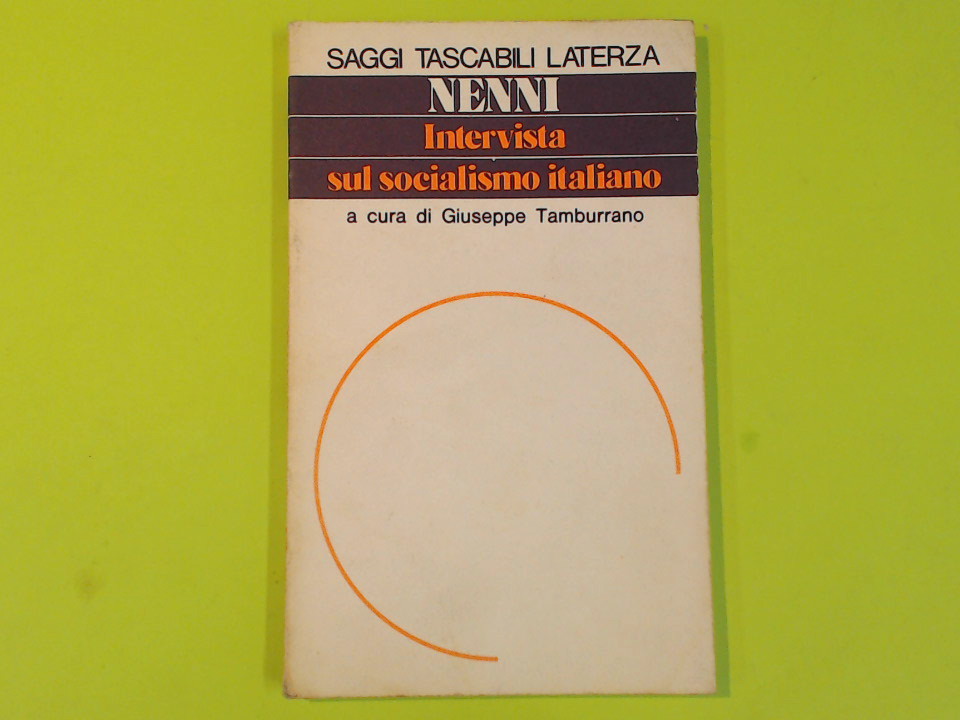 SAGGI TASCABILI LATERZA
NENNI
Intervista
sul socialismo italiano
a cura di Giuseppe Tamburrano